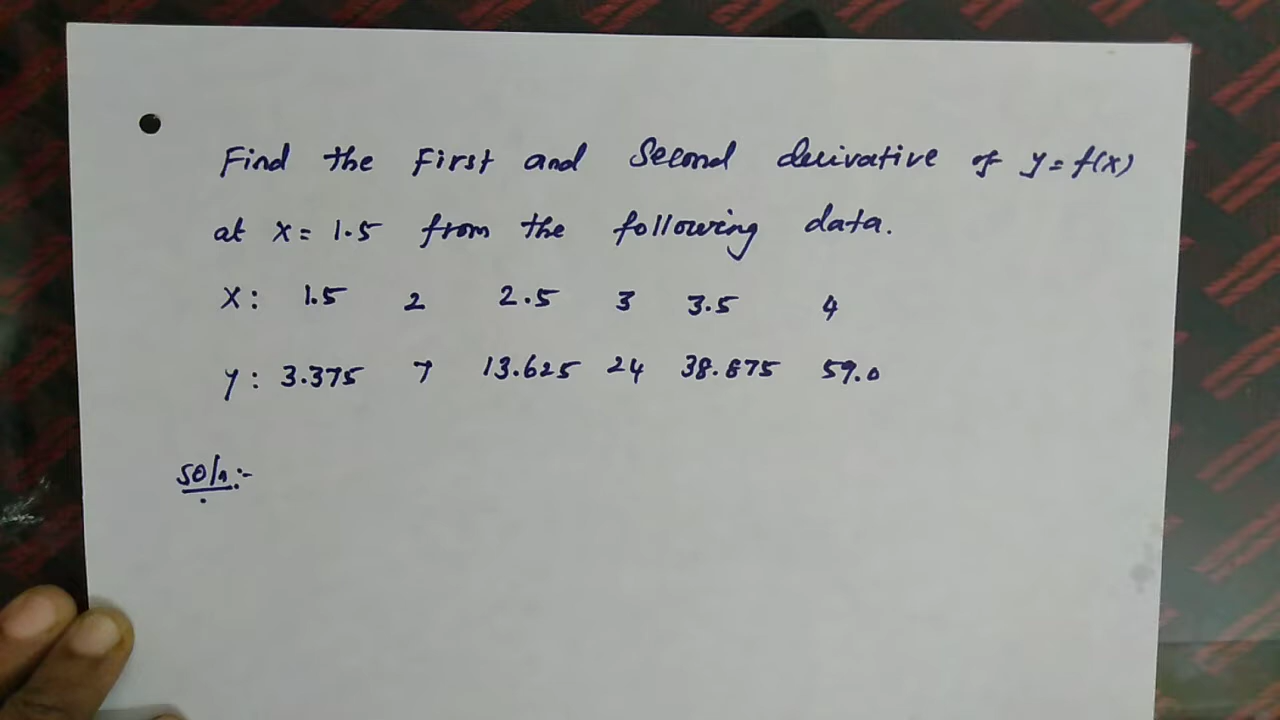 Find the First and Second derivative of y = f(x)
at x = 1.5 from the following data.
x : 1.5 2 2.5 3 3.5 4
y : 3.375 7 13.625 24 38.875 59.0
Soln :-